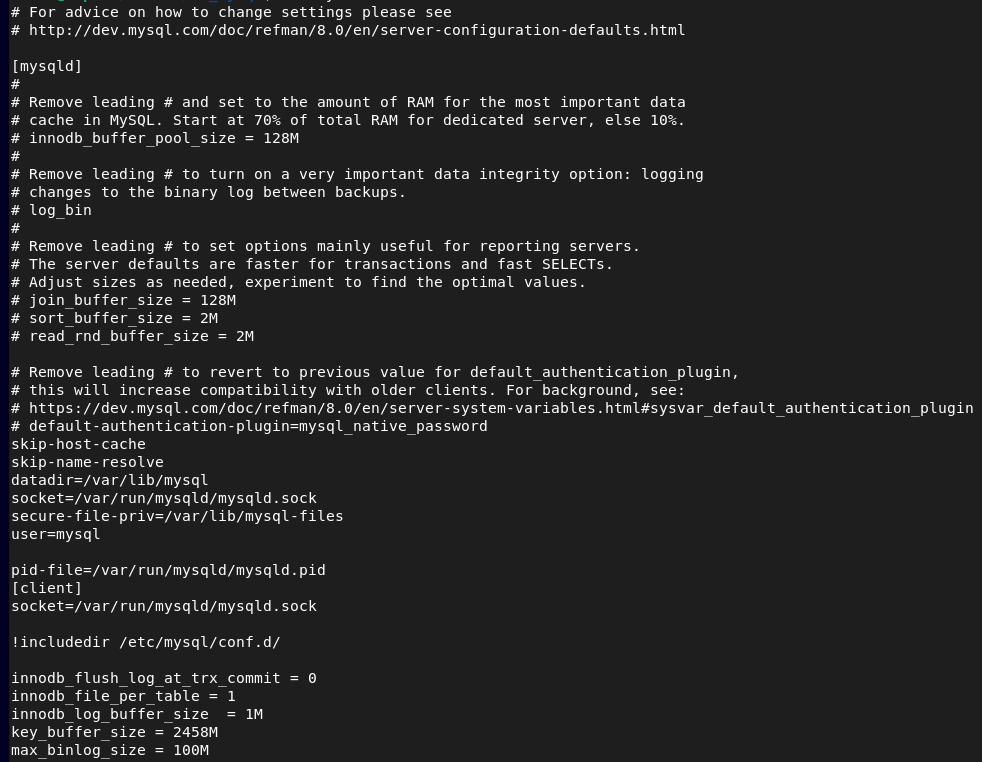 # For advice on how to change settings please see
# http://dev.mysql.com/doc/refman/8.0/en/server-configuration-defaults.html

[mysqld]
#
# Remove leading # and set to the amount of RAM for the most important data
# cache in MySQL. Start at 70% of total RAM for dedicated server, else 10%.
# innodb_buffer_pool_size = 128M
#
# Remove leading # to turn on a very important data integrity option: logging
# changes to the binary log between backups.
# log_bin
#
# Remove leading # to set options mainly useful for reporting servers.
# The server defaults are faster for transactions and fast SELECTs.
# Adjust sizes as needed, experiment to find the optimal values.
# join_buffer_size = 128M
# sort_buffer_size = 2M
# read_rnd_buffer_size = 2M

# Remove leading # to revert to previous value for default_authentication_plugin,
# this will increase compatibility with older clients. For background, see:
# https://dev.mysql.com/doc/refman/8.0/en/server-system-variables.html#sysvar_default_authentication_plugin
# default-authentication-plugin=mysql_native_password
skip-host-cache
skip-name-resolve
datadir=/var/lib/mysql
socket=/var/run/mysqld/mysqld.sock
secure-file-priv=/var/lib/mysql-files
user=mysql

pid-file=/var/run/mysqld/mysqld.pid
[client]
socket=/var/run/mysqld/mysqld.sock

!includedir /etc/mysql/conf.d/

innodb_flush_log_at_trx_commit = 0
innodb_file_per_table = 1
innodb_log_buffer_size  = 1M
key_buffer_size = 2458M
max_binlog_size = 100M